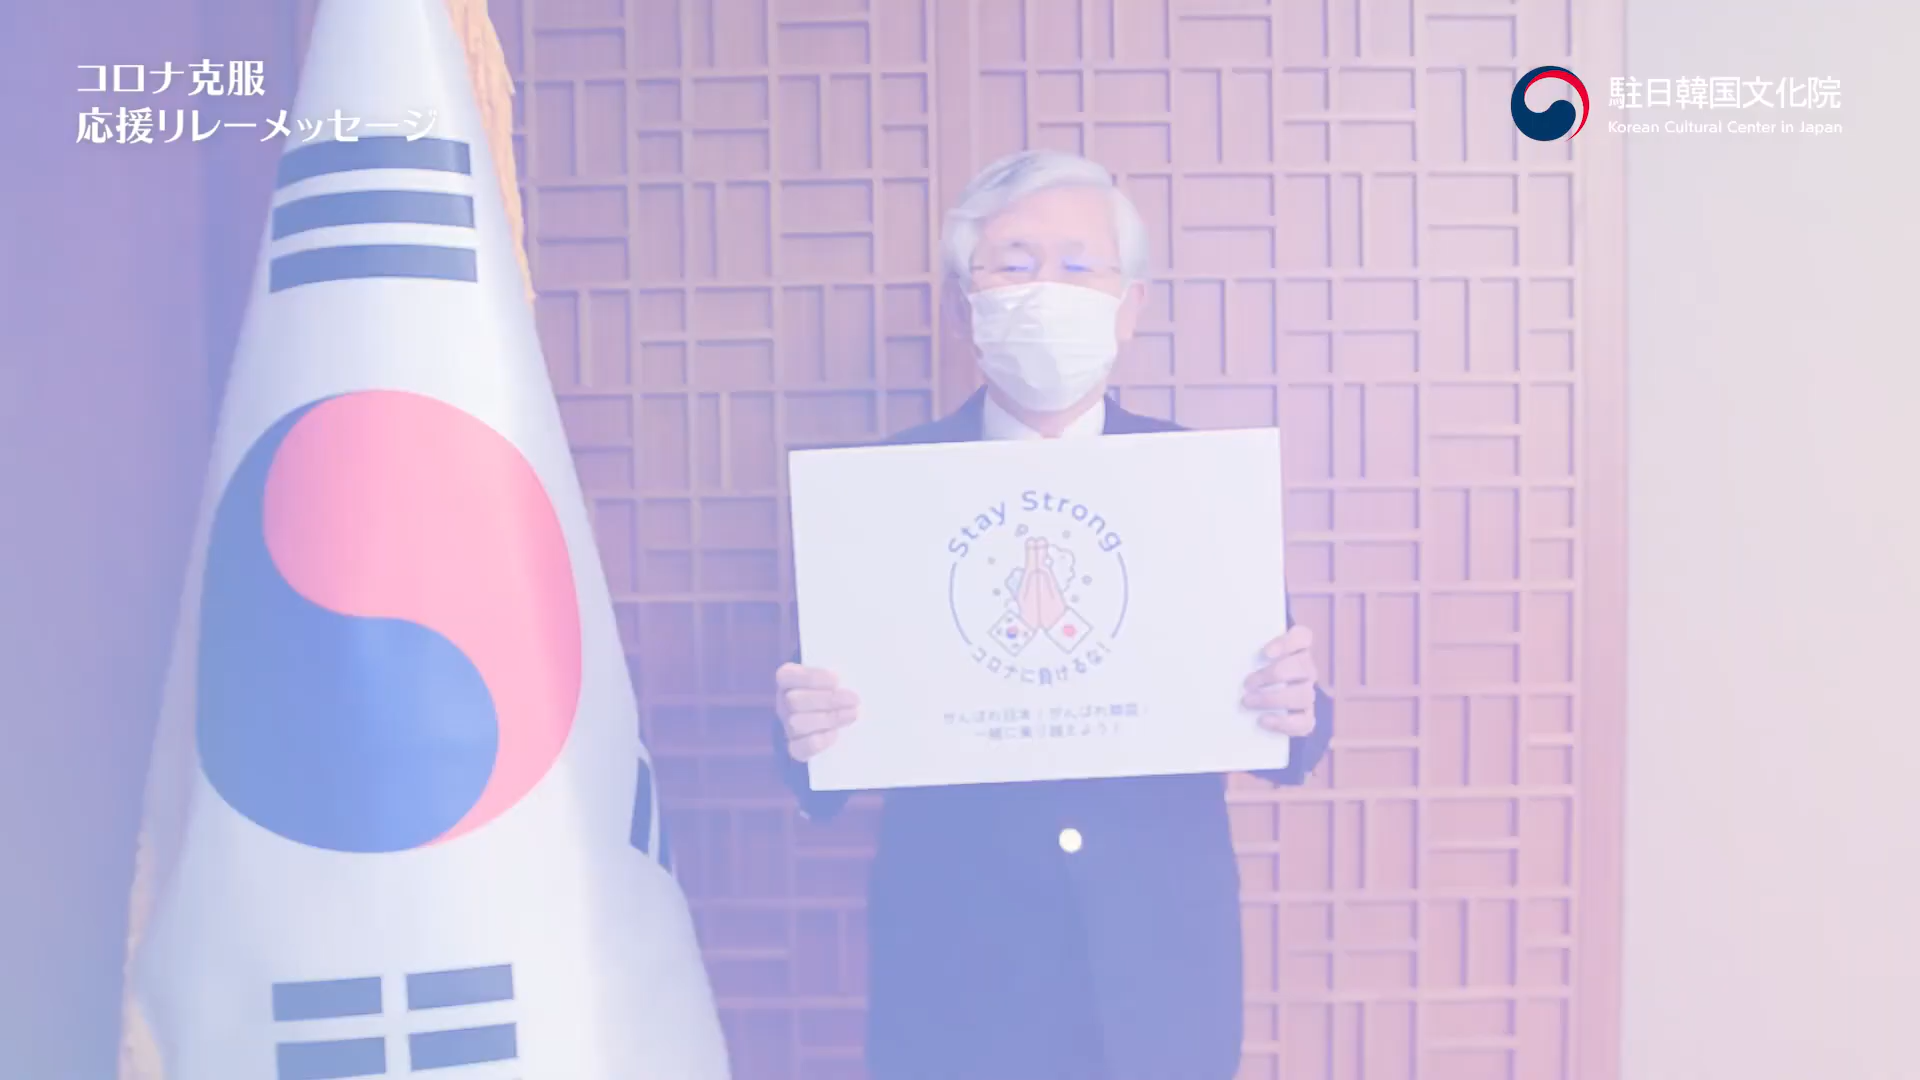 コロナ克服
応援リレーメッセージ
駐日韓国文化院
Korean Cultural Center in Japan
Stay Strong
コロナに負けるな!
がんばれ日本!がんばれ韓国!
一緒に乗り越えよう!